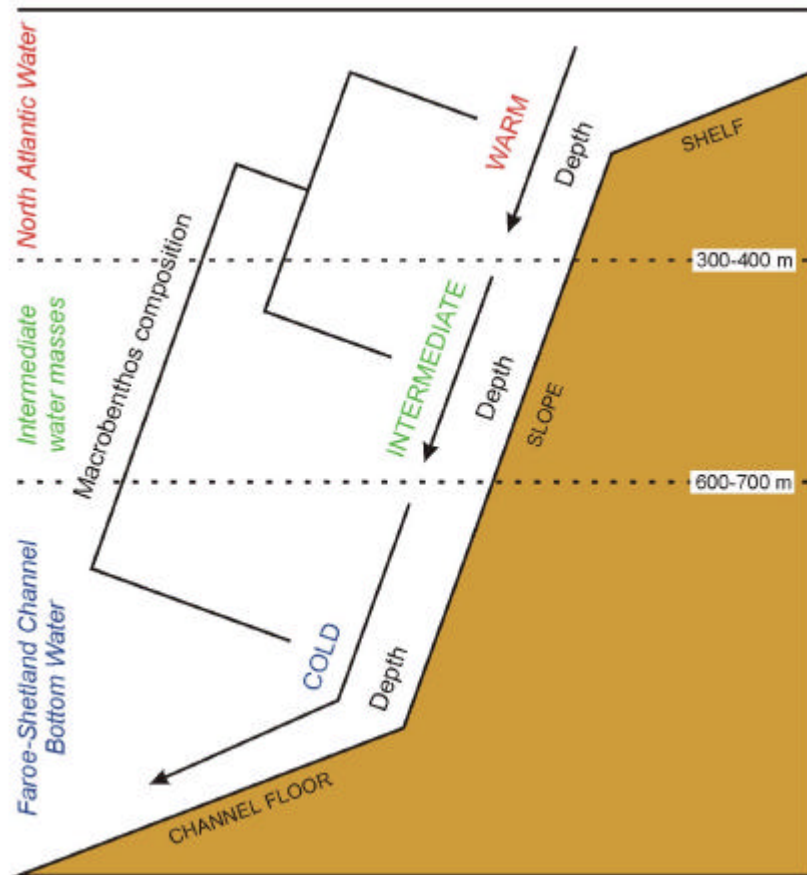 North Atlantic Water
WARM
Depth
SHELF
300-400 m
Macrobenthos composition
Intermediate
water masses
INTERMEDIATE
Depth
SLOPE
600-700 m
Faroe-Shetland Channel
Bottom Water
COLD
Depth
CHANNEL FLOOR